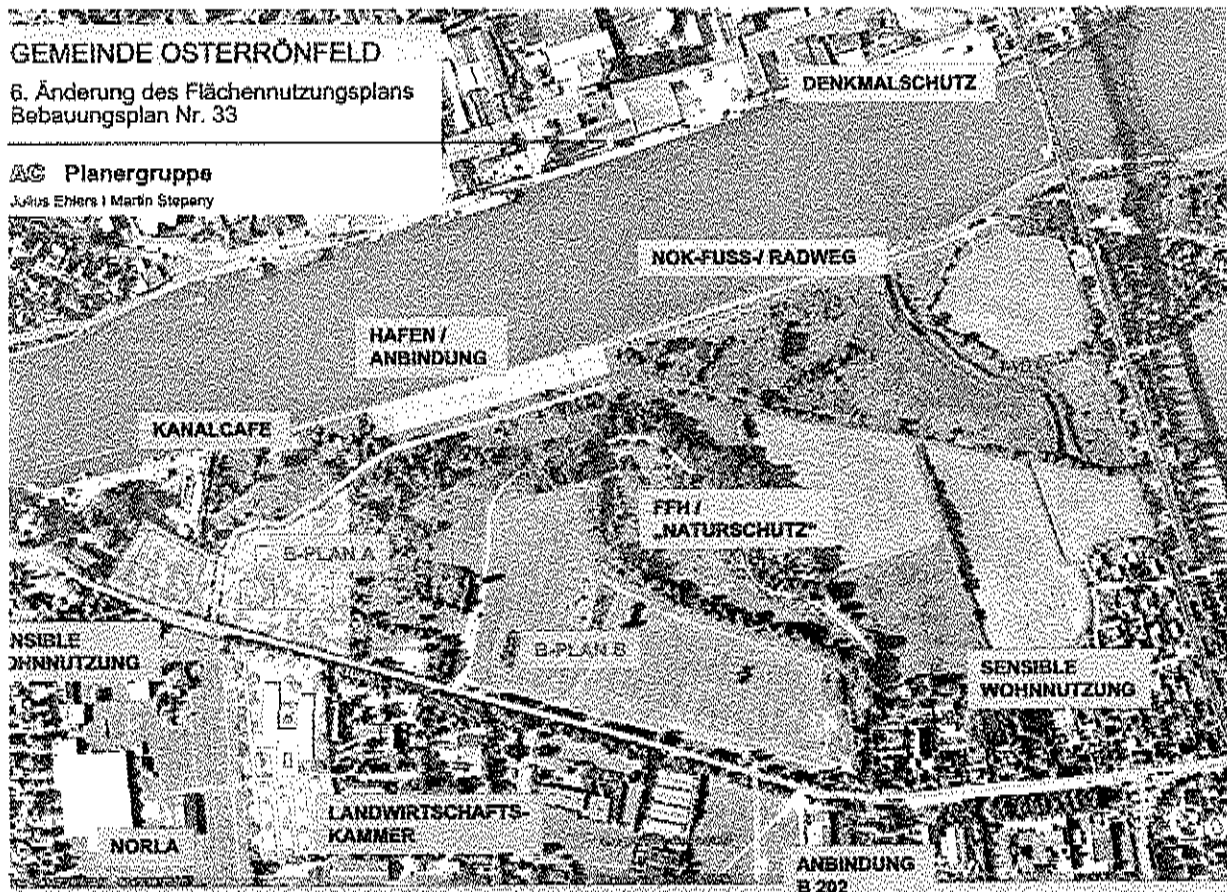 GEMEINDE OSTERRÖNFELD
6. Änderung des Flächennutzungsplans
Bebauungsplan Nr. 33
AC Planergruppe
Julius Ehlers I Martin Stepany
DENKMALSCHUTZ
NOK-FUSS-/ RADWEG
HAFEN /
ANBINDUNG
KANALCAFE
FFH /
„NATURSCHUTZ"
B-PLAN A
B-PLAN B
NSIBLE
OHNNUTZUNG
SENSIBLE
WOHNNUTZUNG
LANDWIRTSCHAFTS-
KAMMER
NORLA
ANBINDUNG
B 202